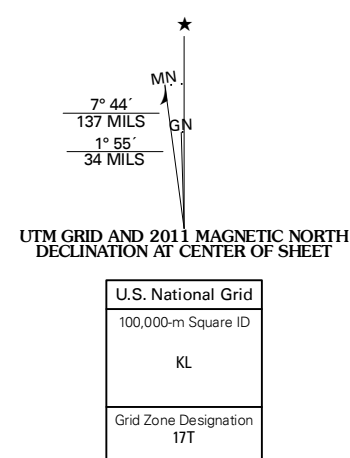 ★
MN
7° 44´
137 MILS
GN
1° 55´
34 MILS
UTM GRID AND 2011 MAGNETIC NORTH
DECLINATION AT CENTER OF SHEET
U.S. National Grid
100,000-m Square ID
KL
Grid Zone Designation
17T